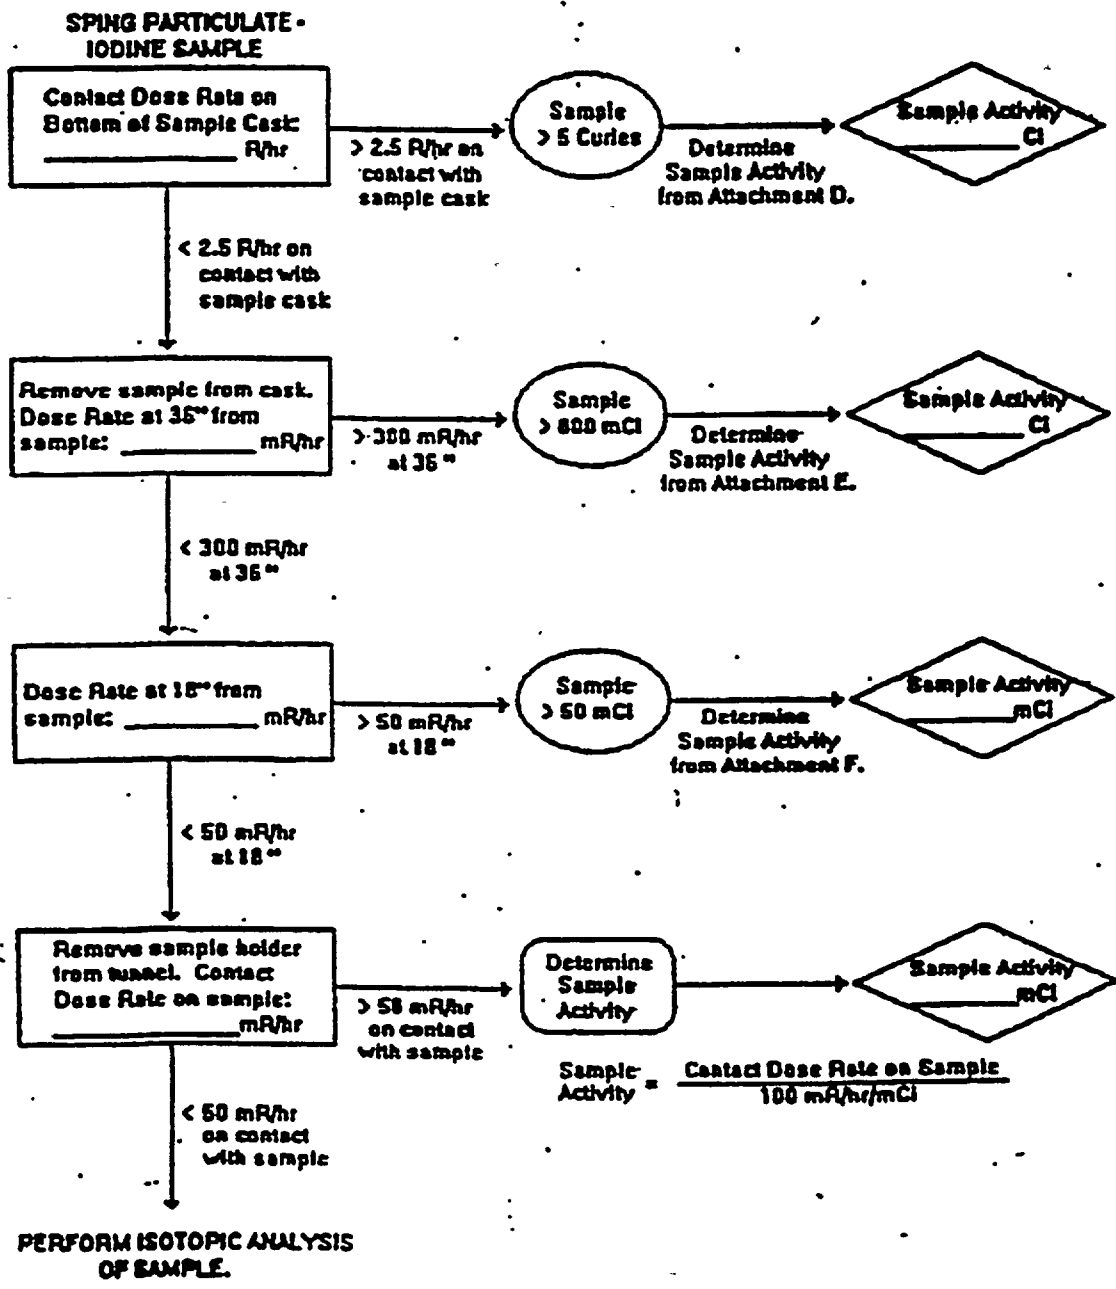 SPING PARTICULATE -
IODINE SAMPLE
Contact Dose Rate on
Bottom of Sample Cask:
R/hr
> 2.5 R/hr on
contact with
sample cask
Sample
> 5 Curies
Determine
Sample Activity
from Attachment D.
Sample Activity
Ci
< 2.5 R/hr on
contact with
sample cask
Remove sample from cask.
Dose Rate at 36" from
sample: mR/hr
> 300 mR/hr
at 36"
Sample
> 600 mCi
Determine
Sample Activity
from Attachment E.
Sample Activity
Ci
< 300 mR/hr
at 36"
Dose Rate at 18" from
sample: mR/hr
> 50 mR/hr
at 18"
Sample
> 50 mCi
Determine
Sample Activity
from Attachment F.
Sample Activity
mCi
< 50 mR/hr
at 18"
Remove sample holder
from tunnel. Contact
Dose Rate on sample:
mR/hr
> 50 mR/hr
on contact
with sample
Determine
Sample
Activity
Sample Activity
mCi
Sample
Activity = Contact Dose Rate on Sample
100 mR/hr/mCi
< 50 mR/hr
on contact
with sample
PERFORM ISOTOPIC ANALYSIS
OF SAMPLE.